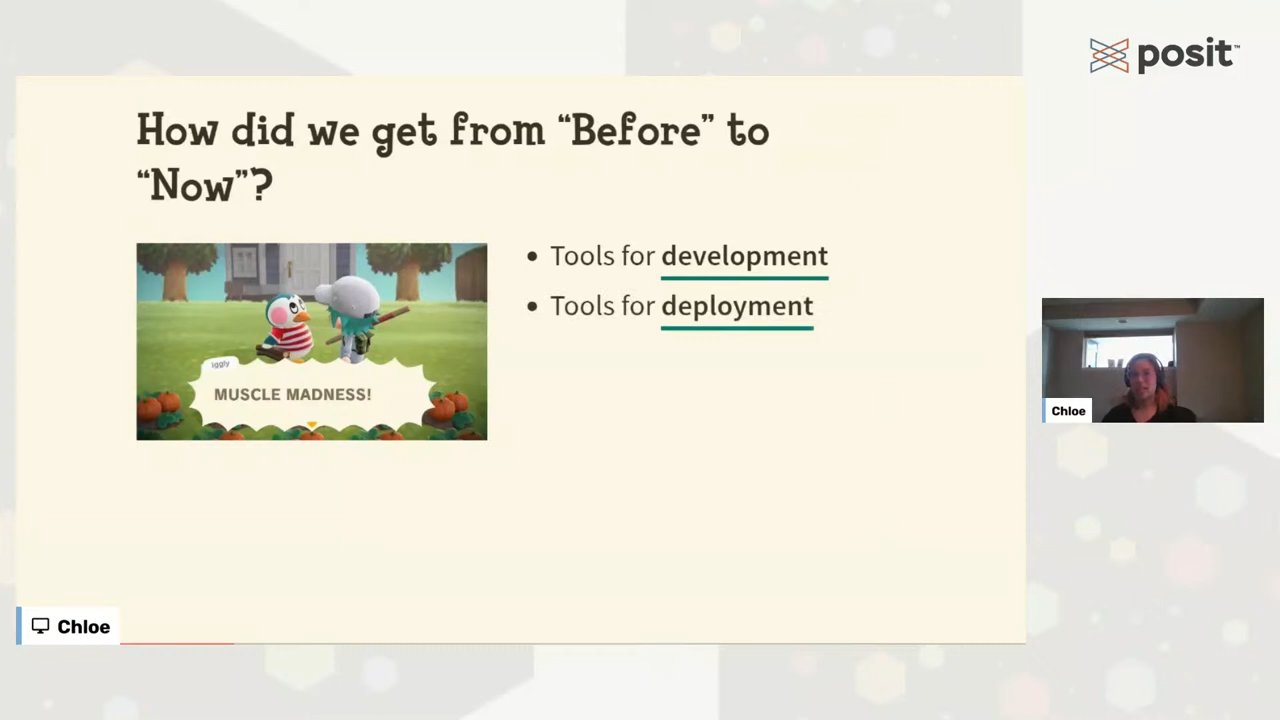 posit™
How did we get from “Before” to
“Now”?
• Tools for development
• Tools for deployment
Iggly
MUSCLE MADNESS!
Chloe
Chloe